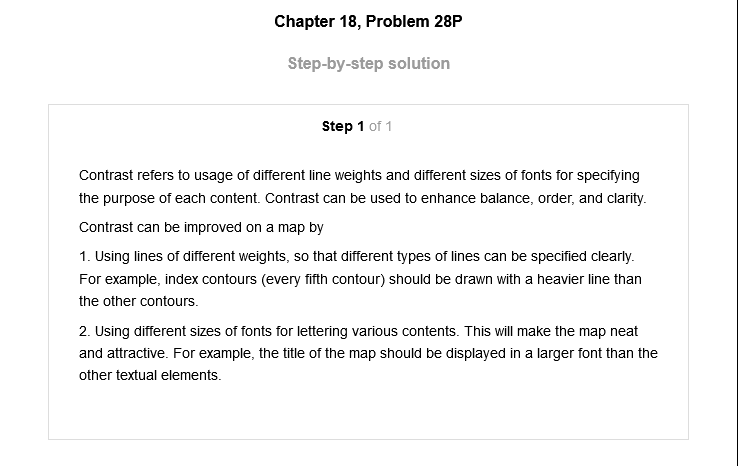 Chapter 18, Problem 28P
Step-by-step solution
Step 1 of 1
Contrast refers to usage of different line weights and different sizes of fonts for specifying
the purpose of each content. Contrast can be used to enhance balance, order, and clarity.
Contrast can be improved on a map by
1. Using lines of different weights, so that different types of lines can be specified clearly.
For example, index contours (every fifth contour) should be drawn with a heavier line than
the other contours.
2. Using different sizes of fonts for lettering various contents. This will make the map neat
and attractive. For example, the title of the map should be displayed in a larger font than the
other textual elements.